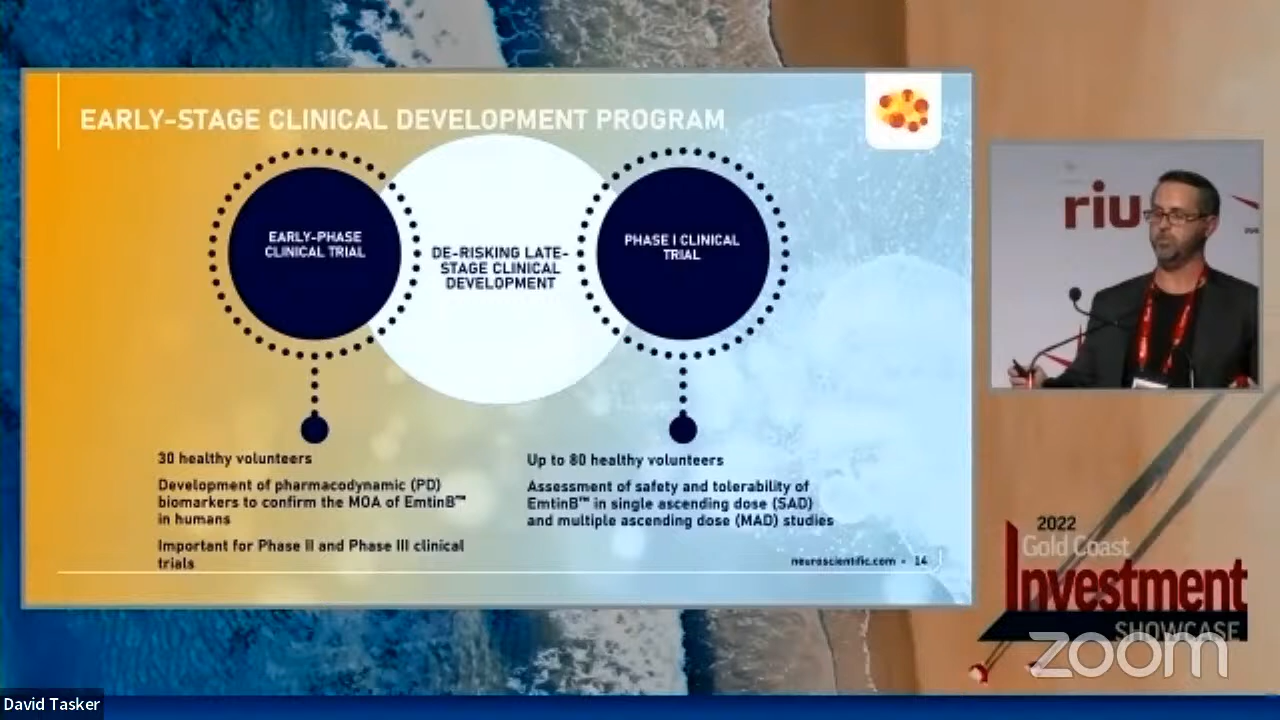 EARLY-STAGE CLINICAL DEVELOPMENT PROGRAM
EARLY-PHASE
CLINICAL TRIAL
DE-RISKING LATE-
STAGE CLINICAL
DEVELOPMENT
PHASE I CLINICAL
TRIAL
30 healthy volunteers
Development of pharmacodynamic (PD)
biomarkers to confirm the MOA of EmtinB™
in humans
Important for Phase II and Phase III clinical
trials
Up to 80 healthy volunteers
Assessment of safety and tolerability of
EmtinB™ in single ascending dose (SAD)
and multiple ascending dose (MAD) studies
neuroscientific.com - 14
riu
2022
Gold Coast
Investment
SHOWCASE
zoom
David Tasker